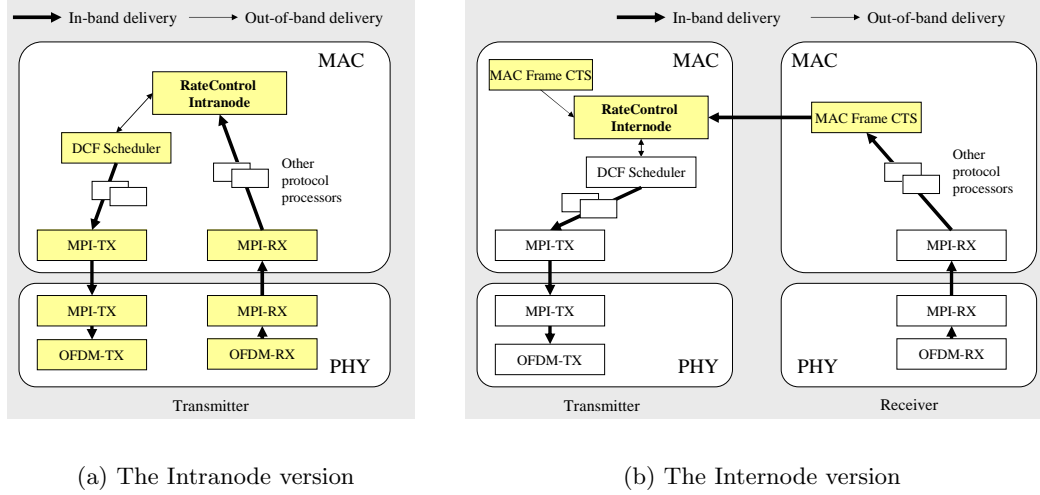 In-band delivery
Out-of-band delivery
MAC
RateControl
Intranode
DCF Scheduler
Other
protocol
processors
MPI-TX
MPI-RX
MPI-TX
MPI-RX
OFDM-TX
OFDM-RX
PHY
Transmitter
(a) The Intranode version
In-band delivery
Out-of-band delivery
MAC
MAC Frame CTS
RateControl
Internode
DCF Scheduler
MPI-TX
MPI-TX
OFDM-TX
PHY
Transmitter
MAC
MAC Frame CTS
Other
protocol
processors
MPI-RX
MPI-RX
OFDM-RX
PHY
Receiver
(b) The Internode version